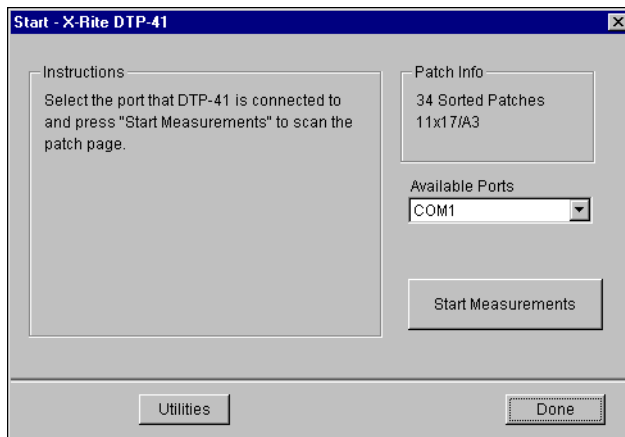 Start - X-Rite DTP-41
Instructions
Select the port that DTP-41 is connected to
and press "Start Measurements" to scan the
patch page.
Patch Info
34 Sorted Patches
11x17/A3
Available Ports
COM1
Start Measurements
Utilities
Done